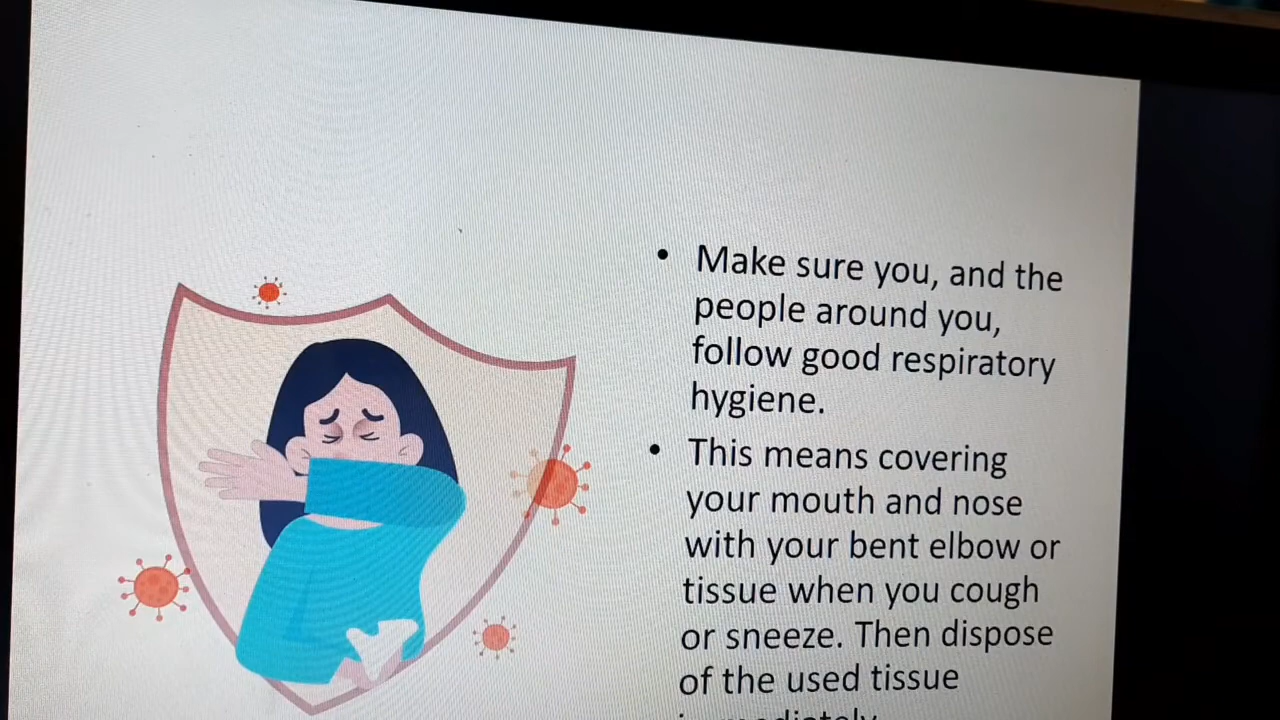 • Make sure you, and the
people around you,
follow good respiratory
hygiene.
• This means covering
your mouth and nose
with your bent elbow or
tissue when you cough
or sneeze. Then dispose
of the used tissue